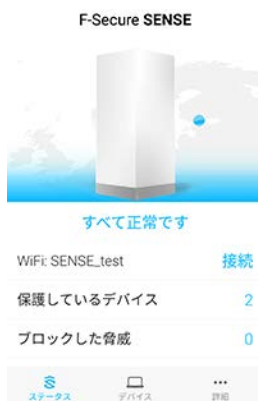 F-Secure SENSE
すべて正常です
WiFi: SENSE_test 接続
保護しているデバイス 2
ブロックした脅威 0
ステータス デバイス 詳細